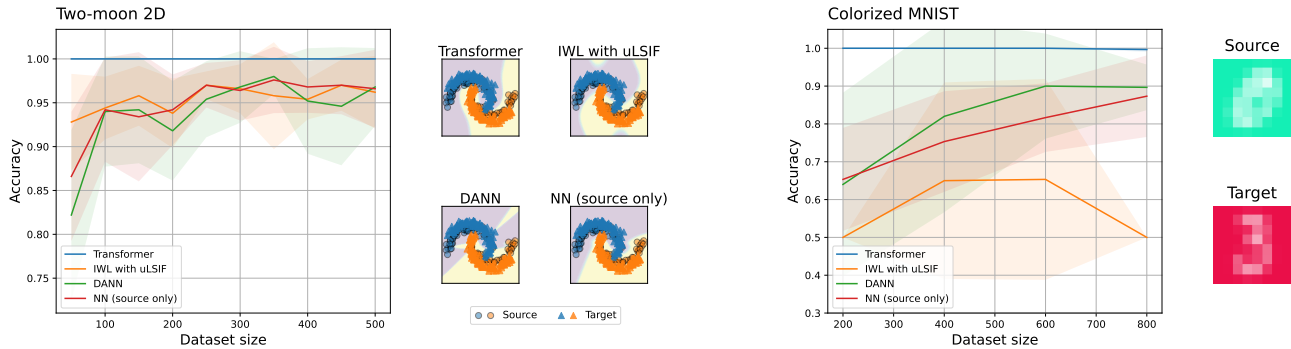 Two-moon 2D
1.00
0.95
0.90
0.85
0.80
0.75
Accuracy
Transformer
IWL with uLSIF
DANN
NN (source only)
100
200
300
400
500
Dataset size
Transformer
IWL with uLSIF
DANN
NN (source only)
Source
Target
Colorized MNIST
1.0
0.9
0.8
0.7
0.6
0.5
0.4
0.3
Accuracy
Transformer
IWL with uLSIF
DANN
NN (source only)
200
300
400
500
600
700
800
Dataset size
Source
Target
3